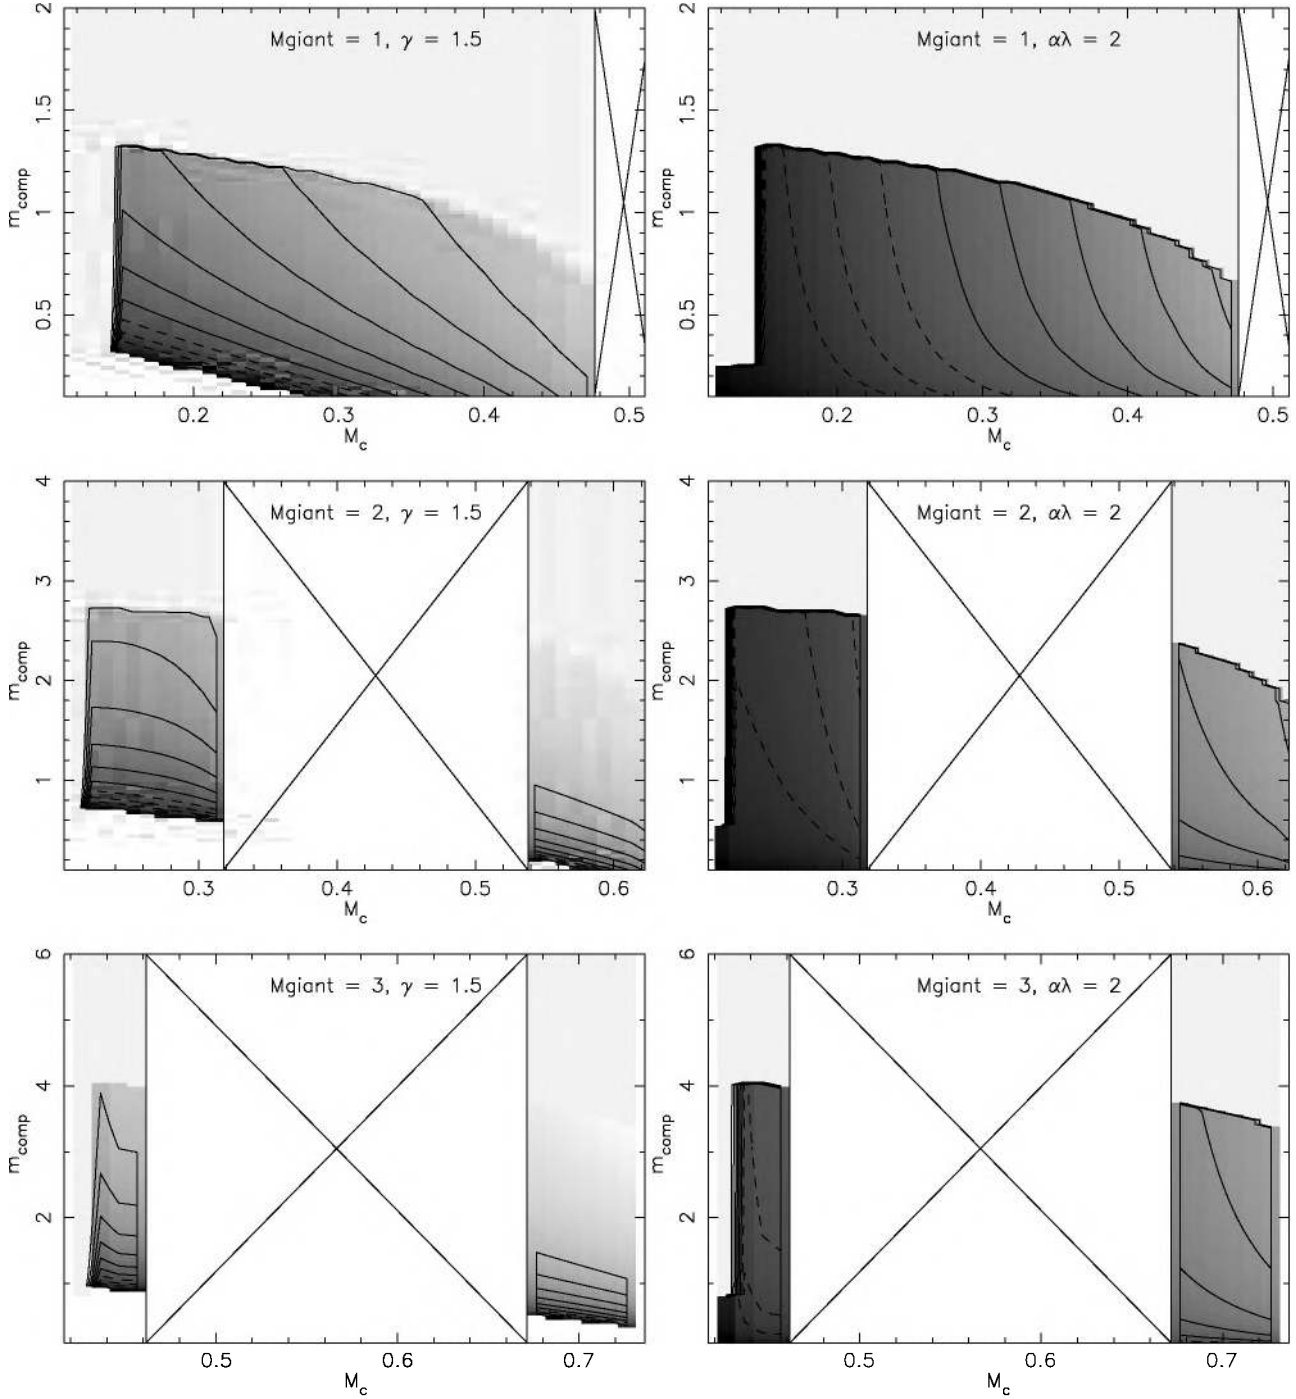 Mgiant = 1, γ = 1.5
2
1.5
1
0.5
m_comp
0.2 0.3 0.4 0.5
M_c
Mgiant = 1, αλ = 2
2
1.5
1
0.5
m_comp
0.2 0.3 0.4 0.5
M_c
Mgiant = 2, γ = 1.5
4
3
2
1
m_comp
0.3 0.4 0.5 0.6
M_c
Mgiant = 2, αλ = 2
4
3
2
1
m_comp
0.3 0.4 0.5 0.6
M_c
Mgiant = 3, γ = 1.5
6
4
2
m_comp
0.5 0.6 0.7
M_c
Mgiant = 3, αλ = 2
6
4
2
m_comp
0.5 0.6 0.7
M_c